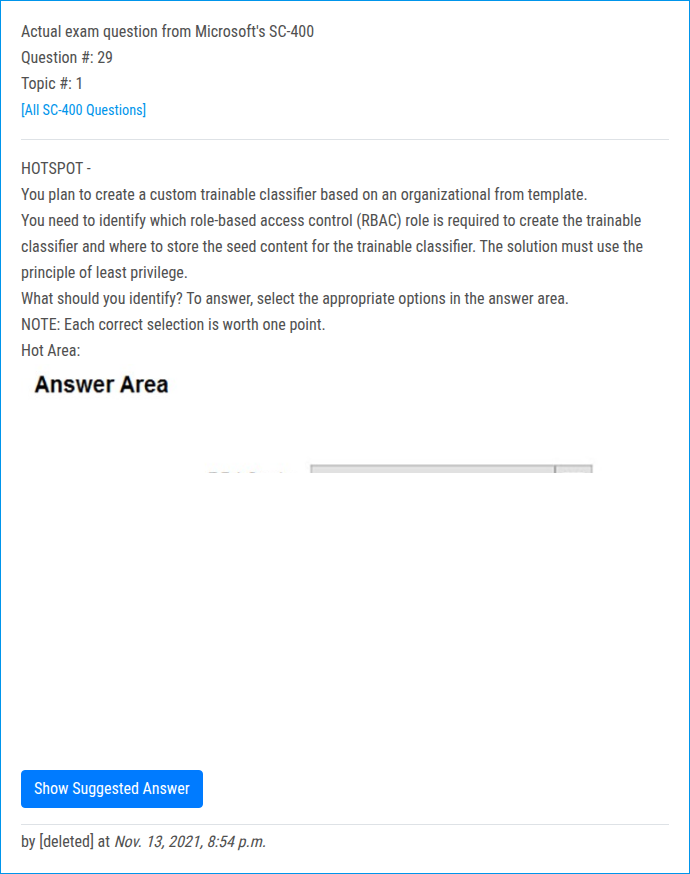 Actual exam question from Microsoft's SC-400
Question #: 29
Topic #: 1
[All SC-400 Questions]
HOTSPOT -
You plan to create a custom trainable classifier based on an organizational from template.
You need to identify which role-based access control (RBAC) role is required to create the trainable
classifier and where to store the seed content for the trainable classifier. The solution must use the
principle of least privilege.
What should you identify? To answer, select the appropriate options in the answer area.
NOTE: Each correct selection is worth one point.
Hot Area:
Answer Area
Show Suggested Answer
by [deleted] at Nov. 13, 2021, 8:54 p.m.